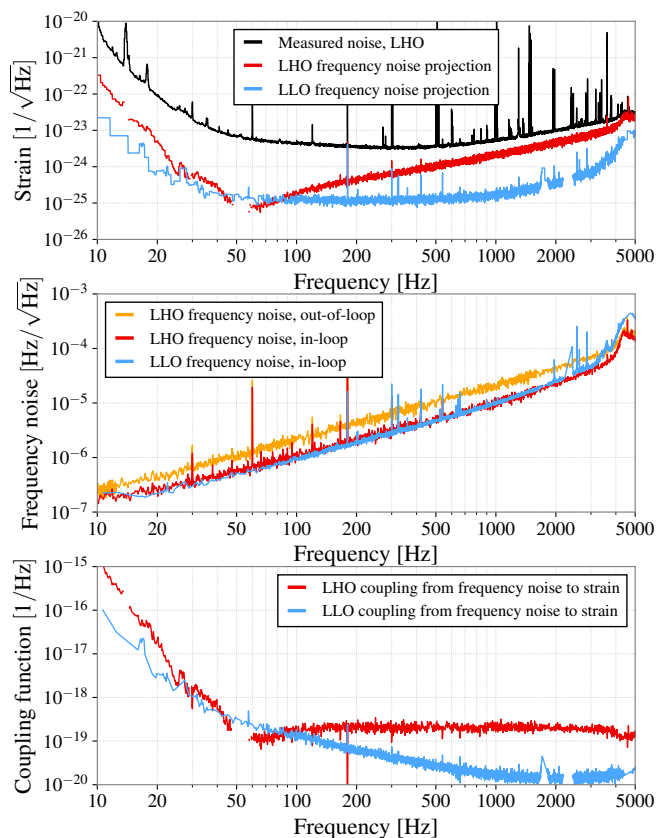 10⁻²⁰
10⁻²¹
10⁻²²
10⁻²³
10⁻²⁴
10⁻²⁵
10⁻²⁶
Strain [1/√Hz]
Measured noise, LHO
LHO frequency noise projection
LLO frequency noise projection
10 20 50 100 200 500 1000 2000 5000
Frequency [Hz]
10⁻³
10⁻⁴
10⁻⁵
10⁻⁶
10⁻⁷
Frequency noise [Hz/√Hz]
LHO frequency noise, out-of-loop
LHO frequency noise, in-loop
LLO frequency noise, in-loop
10 20 50 100 200 500 1000 2000 5000
Frequency [Hz]
10⁻¹⁵
10⁻¹⁶
10⁻¹⁷
10⁻¹⁸
10⁻¹⁹
10⁻²⁰
Coupling function [1/Hz]
LHO coupling from frequency noise to strain
LLO coupling from frequency noise to strain
10 20 50 100 200 500 1000 2000 5000
Frequency [Hz]